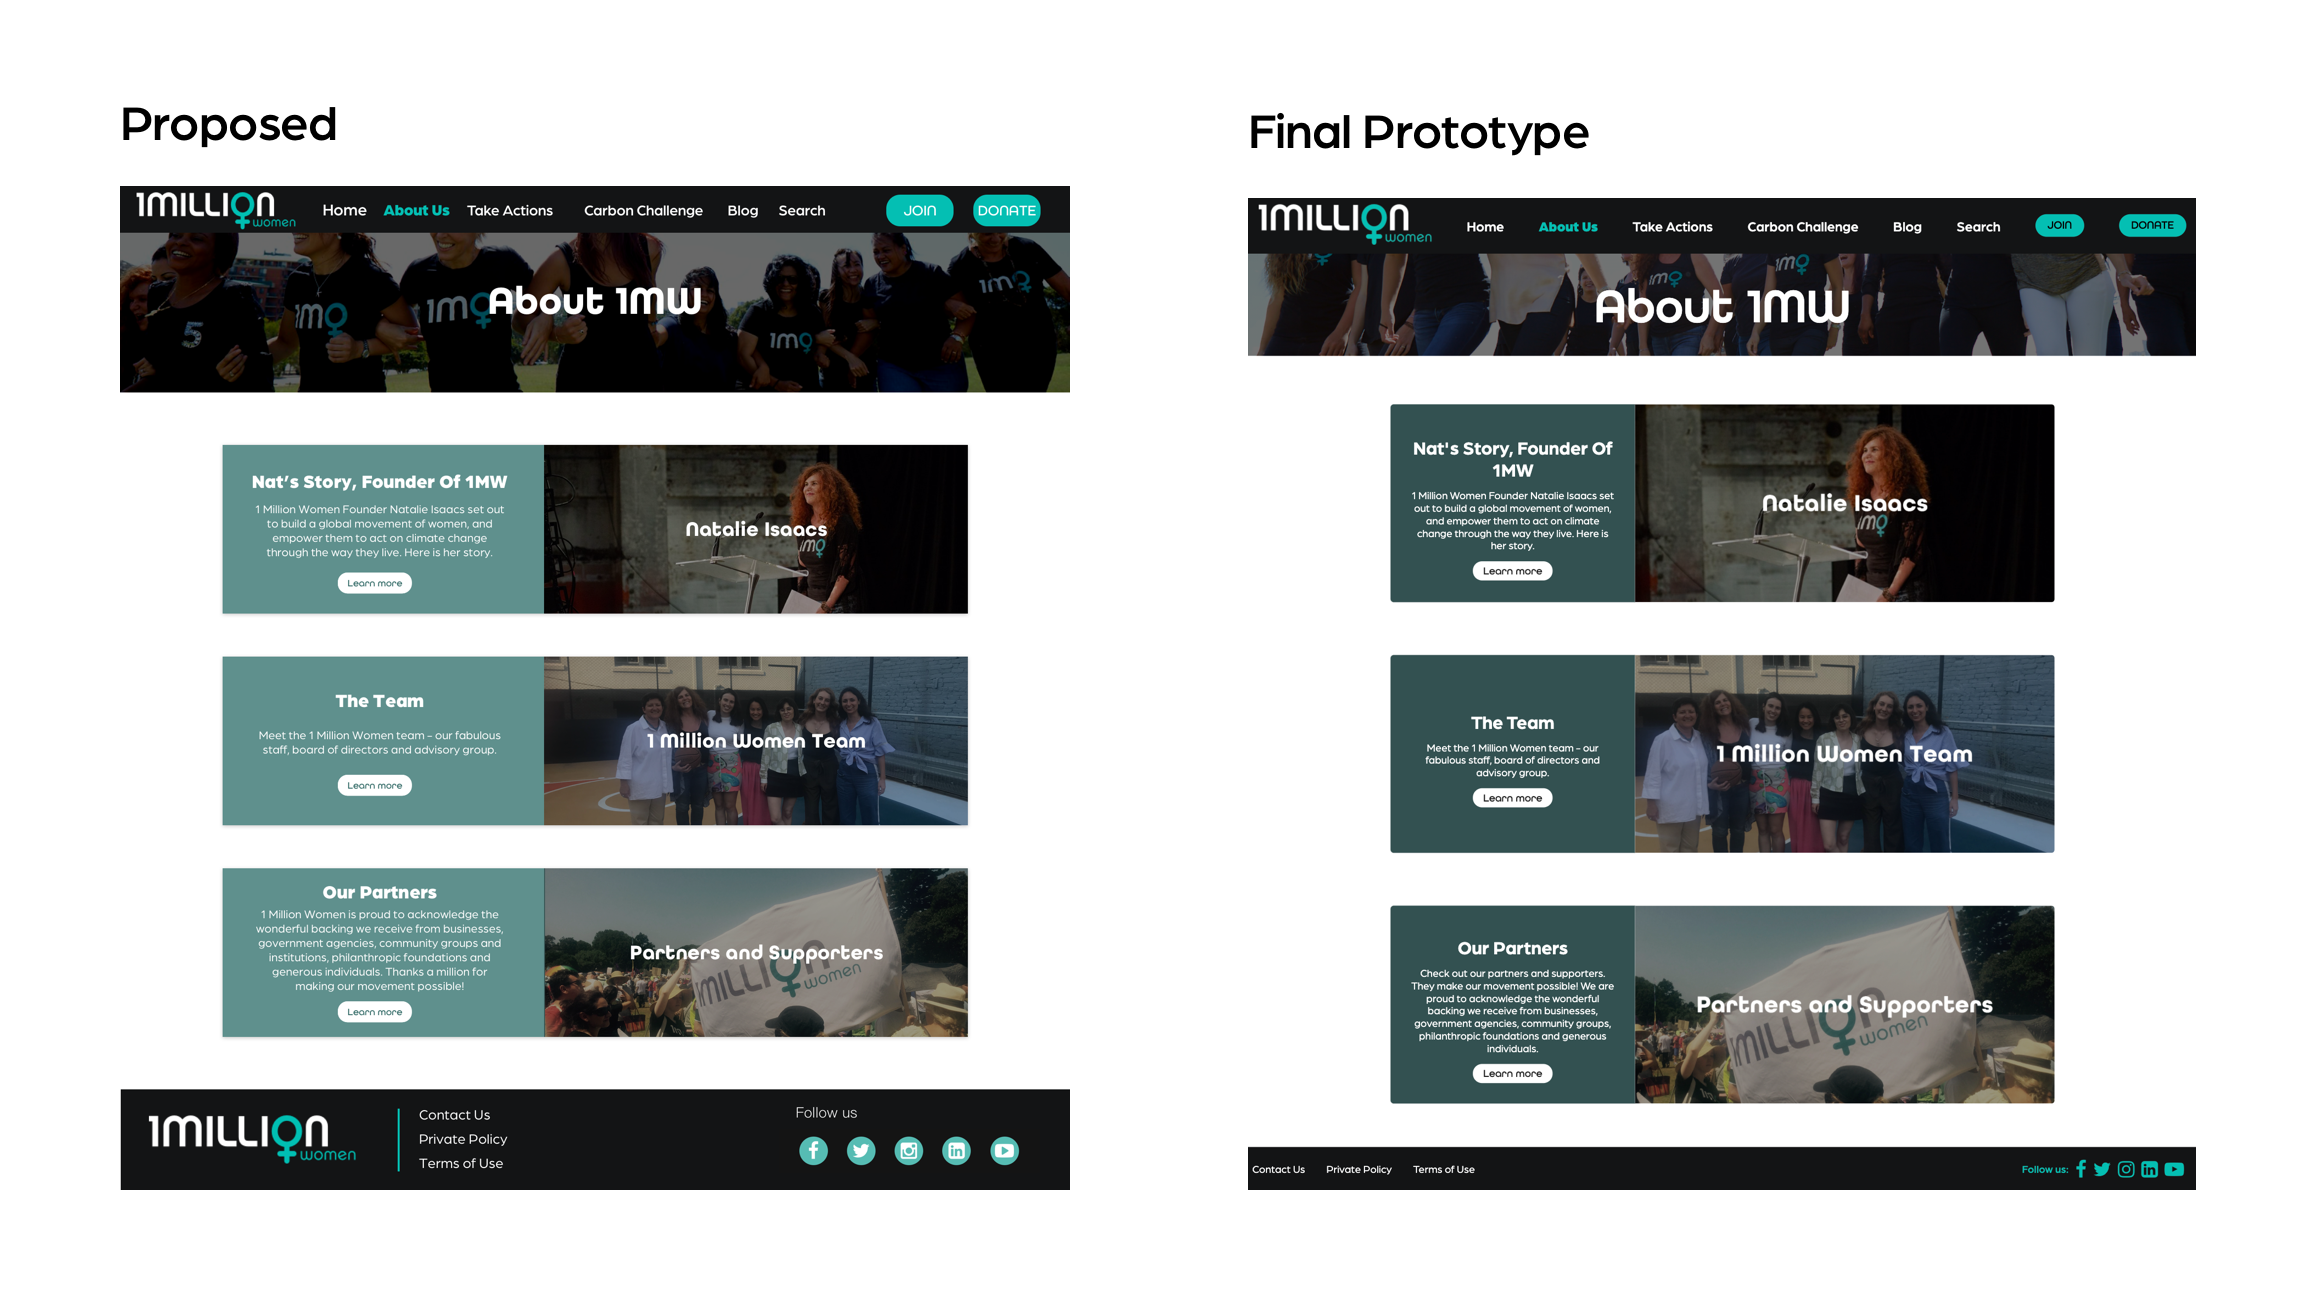 Proposed
1MILLION
women
Home About Us Take Actions Carbon Challenge Blog Search JOIN DONATE
5
1m
1m
1m
1m
About 1MW
Nat's Story, Founder Of 1MW
1 Million Women Founder Natalie Isaacs set out
to build a global movement of women, and
empower them to act on climate change
through the way they live. Here is her story.
Learn more
Natalie Isaacs
1m
The Team
Meet the 1 Million Women team - our fabulous
staff, board of directors and advisory group.
Learn more
1 Million Women Team
Our Partners
1 Million Women is proud to acknowledge the
wonderful backing we receive from businesses,
government agencies, community groups and
institutions, philanthropic foundations and
generous individuals. Thanks a million for
making our movement possible!
Learn more
Partners and Supporters
1MILLION
women
1MILLION
women
Contact Us
Private Policy
Terms of Use
Follow us
Final Prototype
1MILLION
women
Home About Us Take Actions Carbon Challenge Blog Search JOIN DONATE
1m
1m
About 1MW
Nat's Story, Founder Of
1MW
1 Million Women Founder Natalie Isaacs set
out to build a global movement of women,
and empower them to act on climate
change through the way they live. Here is
her story.
Learn more
Natalie Isaacs
1m
The Team
Meet the 1 Million Women team - our
fabulous staff, board of directors and
advisory group.
Learn more
1 Million Women Team
Our Partners
Check out our partners and supporters.
They make our movement possible! We are
proud to acknowledge the wonderful
backing we receive from businesses,
government agencies, community groups,
philanthropic foundations and generous
individuals.
Learn more
Partners and Supporters
1MILLION
women
Contact Us Private Policy Terms of Use Follow us: